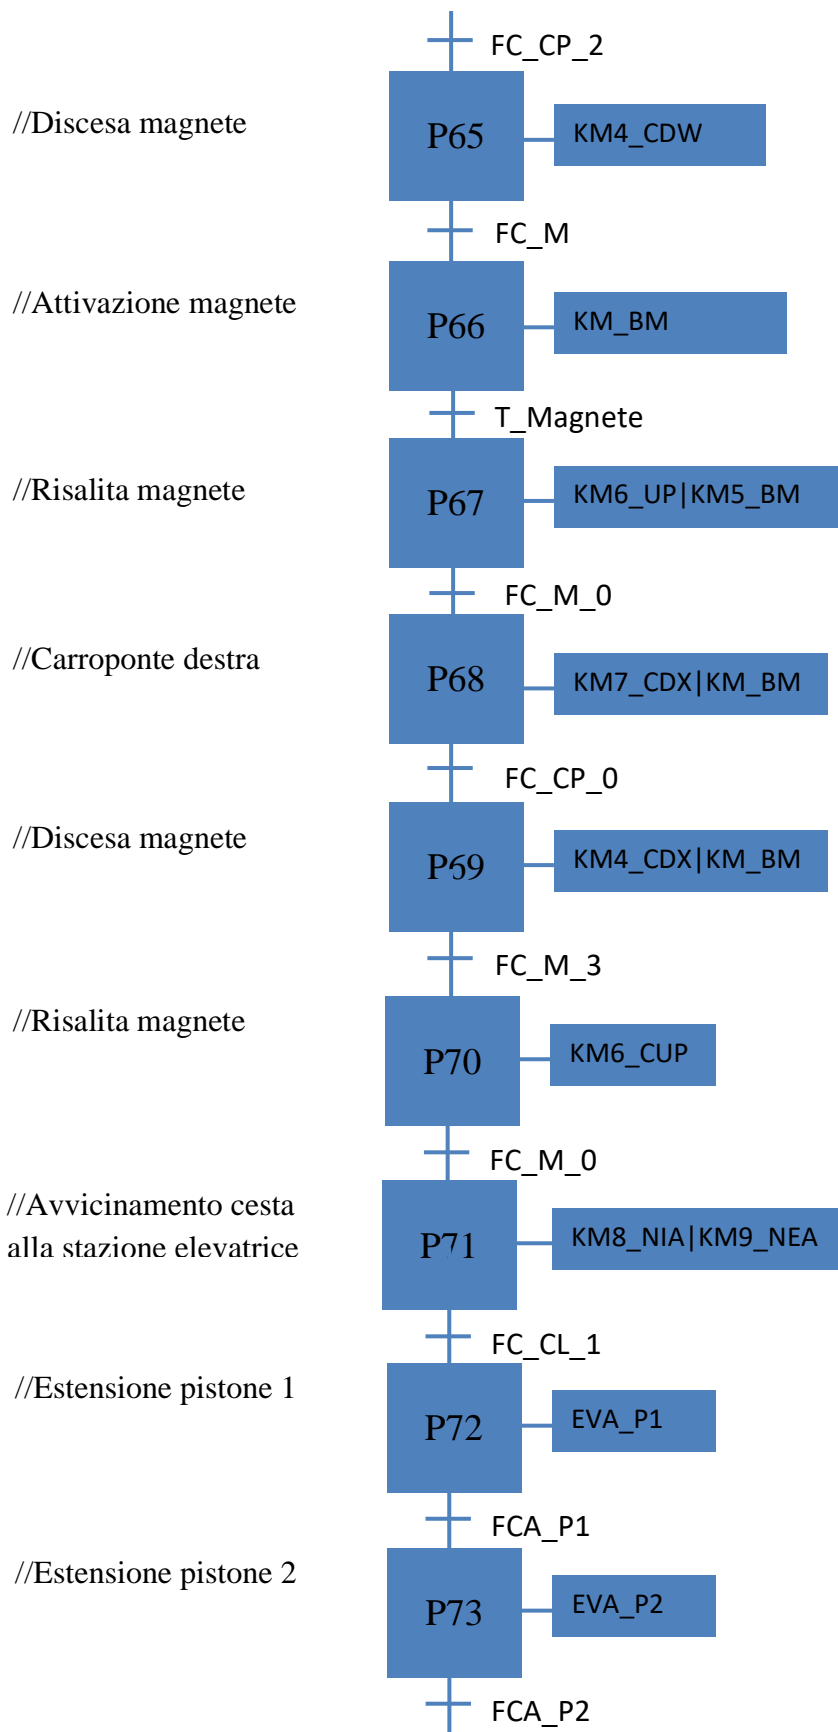 FC_CP_2
//Discesa magnete
P65
KM4_CDW
FC_M
//Attivazione magnete
P66
KM_BM
T_Magnete
//Risalita magnete
P67
KM6_UP|KM5_BM
FC_M_0
//Carroponte destra
P68
KM7_CDX|KM_BM
FC_CP_0
//Discesa magnete
P69
KM4_CDX|KM_BM
FC_M_3
//Risalita magnete
P70
KM6_CUP
FC_M_0
//Avvicinamento cesta
alla stazione elevatrice
P71
KM8_NIA|KM9_NEA
FC_CL_1
//Estensione pistone 1
P72
EVA_P1
FCA_P1
//Estensione pistone 2
P73
EVA_P2
FCA_P2